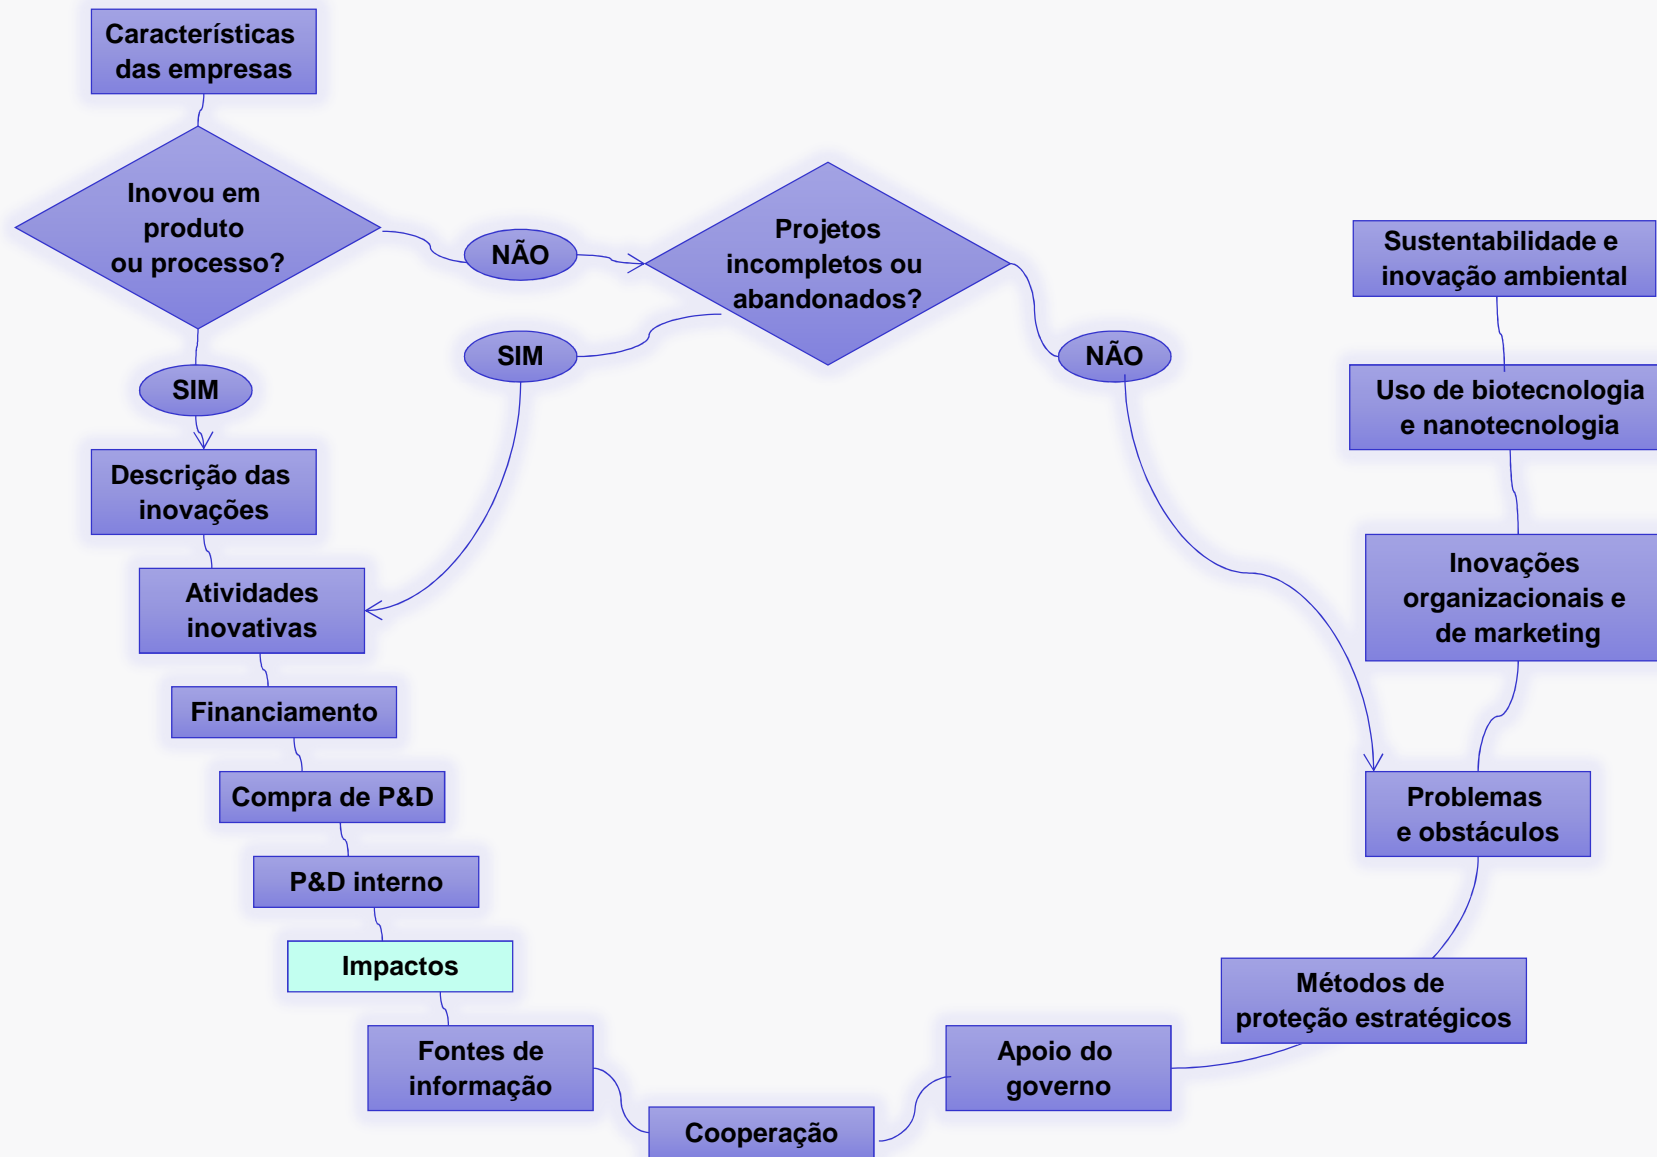 Características
das empresas
Inovou em
produto
ou processo?
NÃO
Projetos
incompletos ou
abandonados?
SIM
SIM
NÃO
Descrição das
inovações
Atividades
inovativas
Financiamento
Compra de P&D
P&D interno
Impactos
Fontes de
informação
Cooperação
Apoio do
governo
Métodos de
proteção estratégicos
Problemas
e obstáculos
Inovações
organizacionais e
de marketing
Uso de biotecnologia
e nanotecnologia
Sustentabilidade e
inovação ambiental